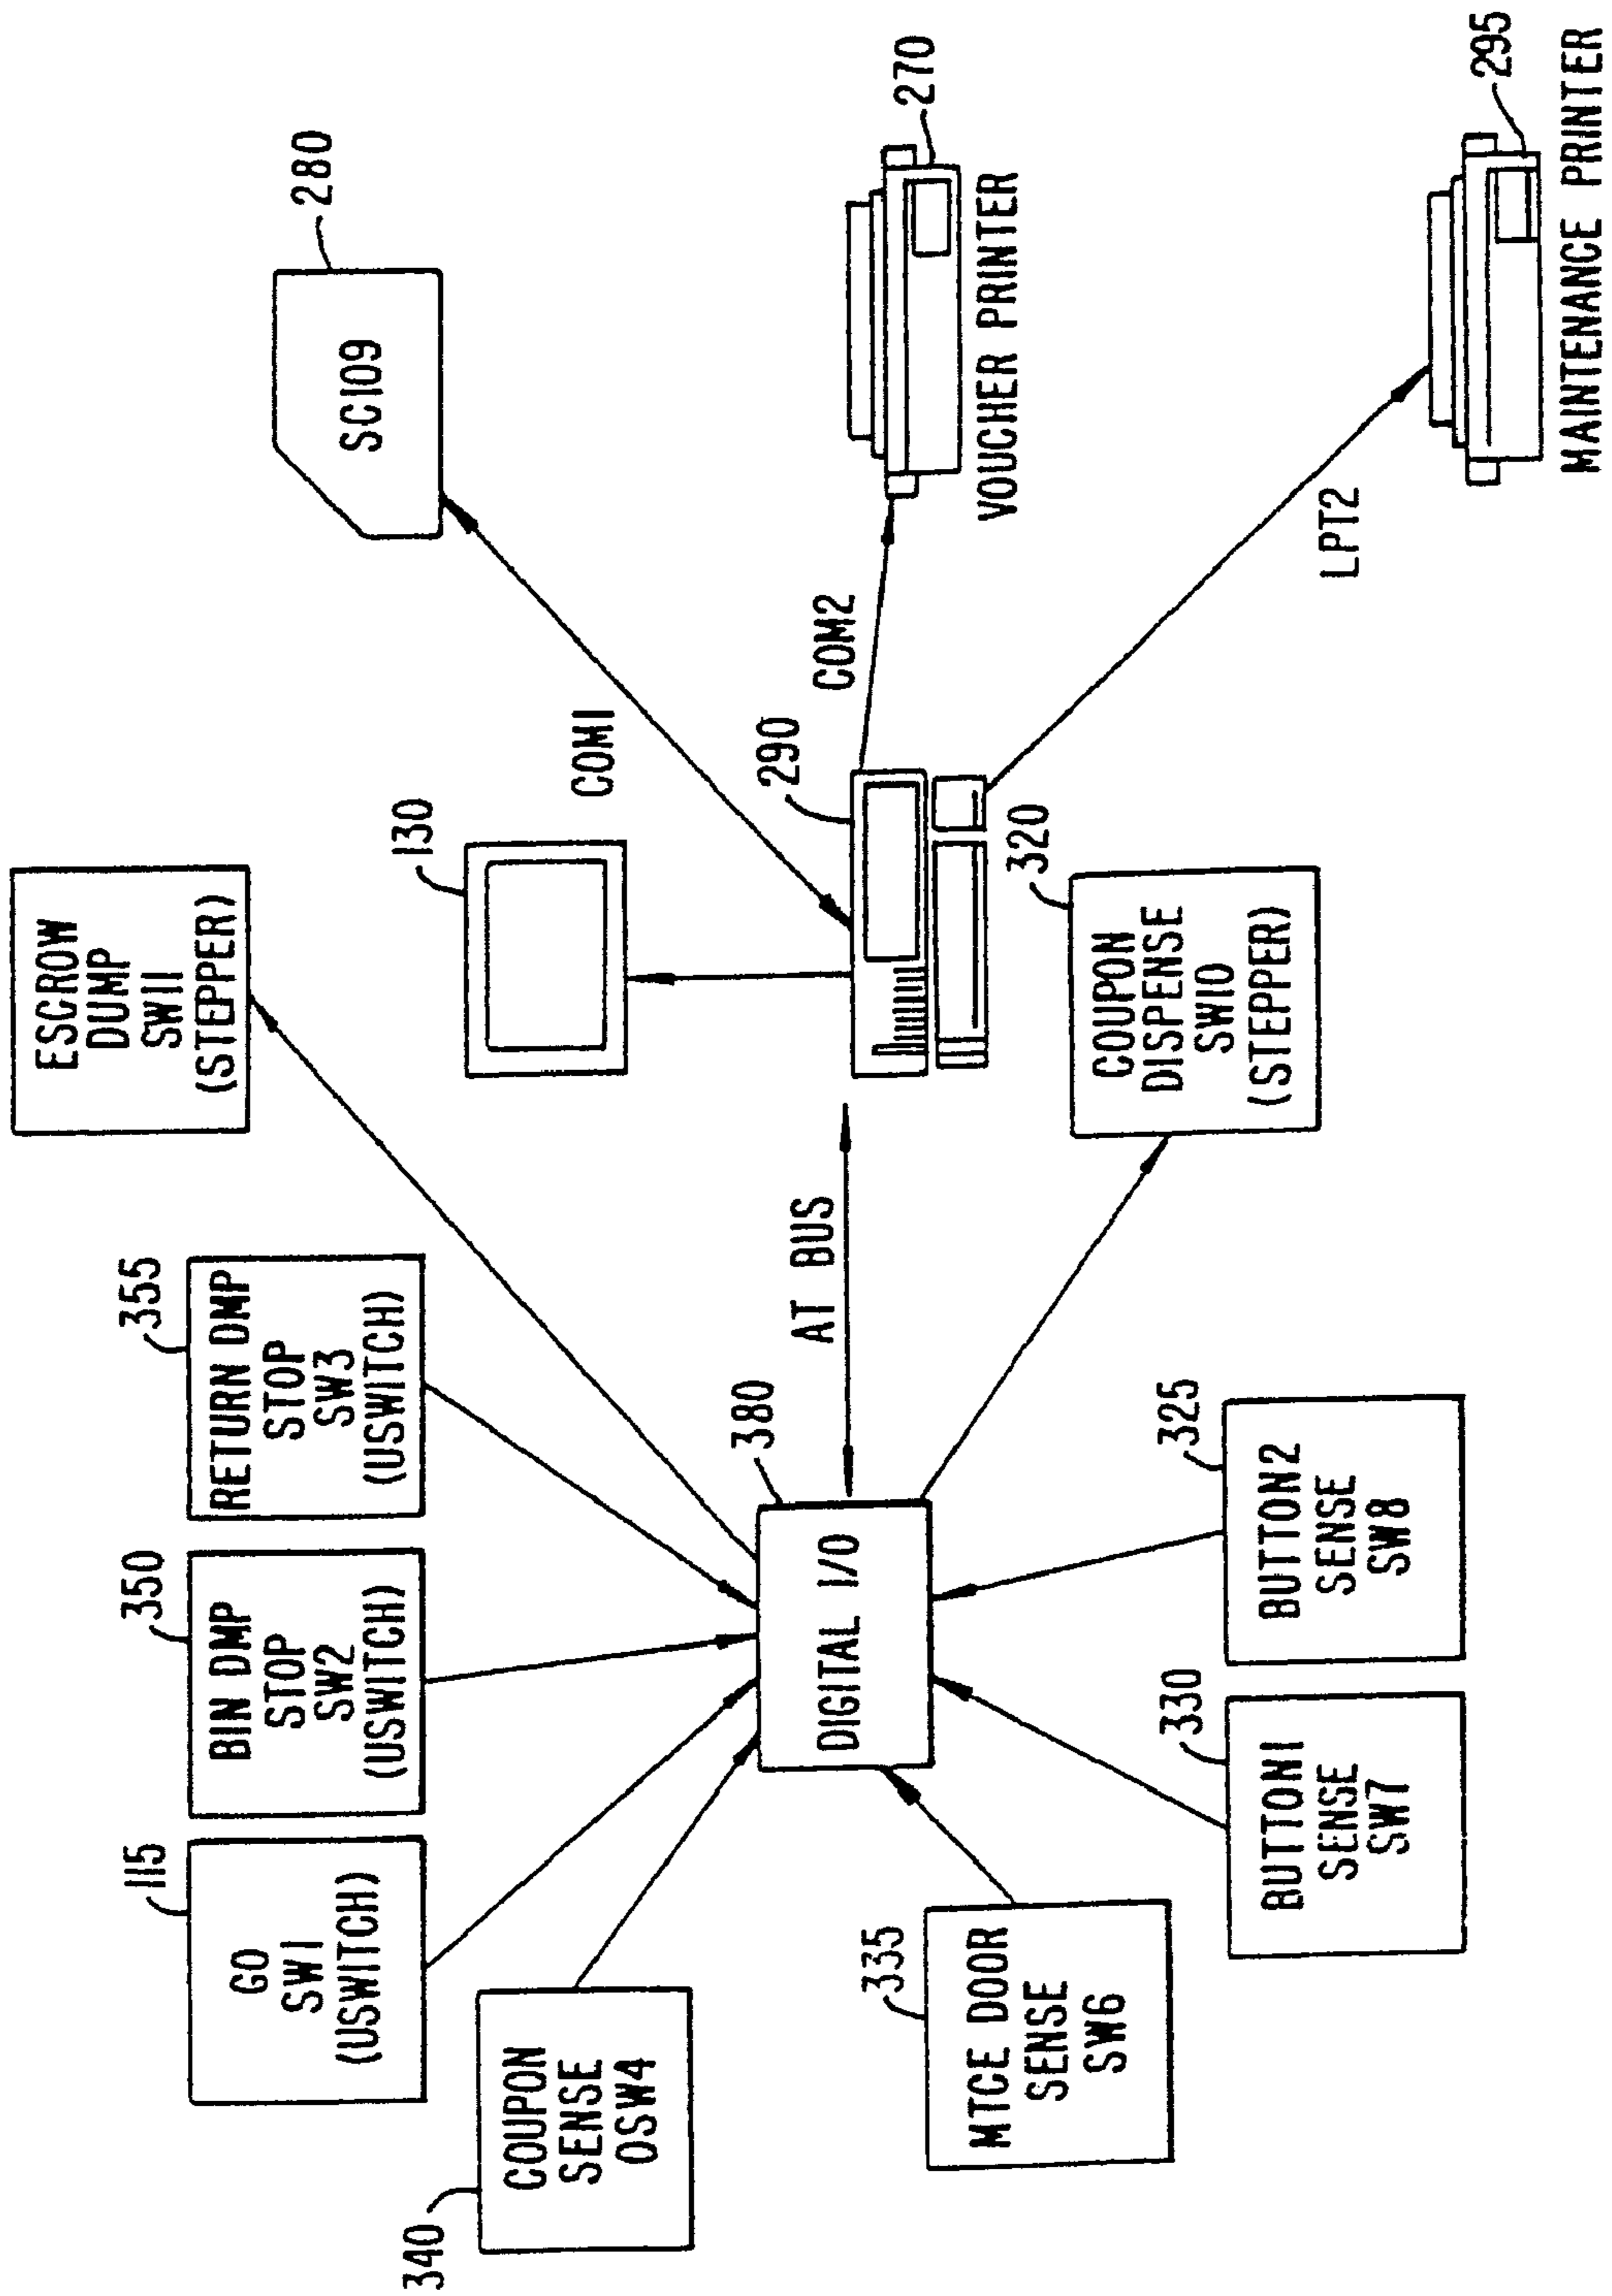 ESCROW
DUMP
SW11
(STEPPER)
355
RETURN DMP
STOP
SW3
(USWITCH)
350
BIN DMP
STOP
SW2
(USWITCH)
115
GO
SW1
(USWITCH)
340
COUPON
SENSE
OSW4
280
SC109
130
COM1
380
DIGITAL I/O
AT BUS
290
COM2
270
VOUCHER PRINTER
335
MTCE DOOR
SENSE
SW6
330
BUTTON1
SENSE
SW7
325
BUTTON2
SENSE
SW8
320
COUPON
DISPENSE
SW10
(STEPPER)
LPT2
295
MAINTENANCE PRINTER